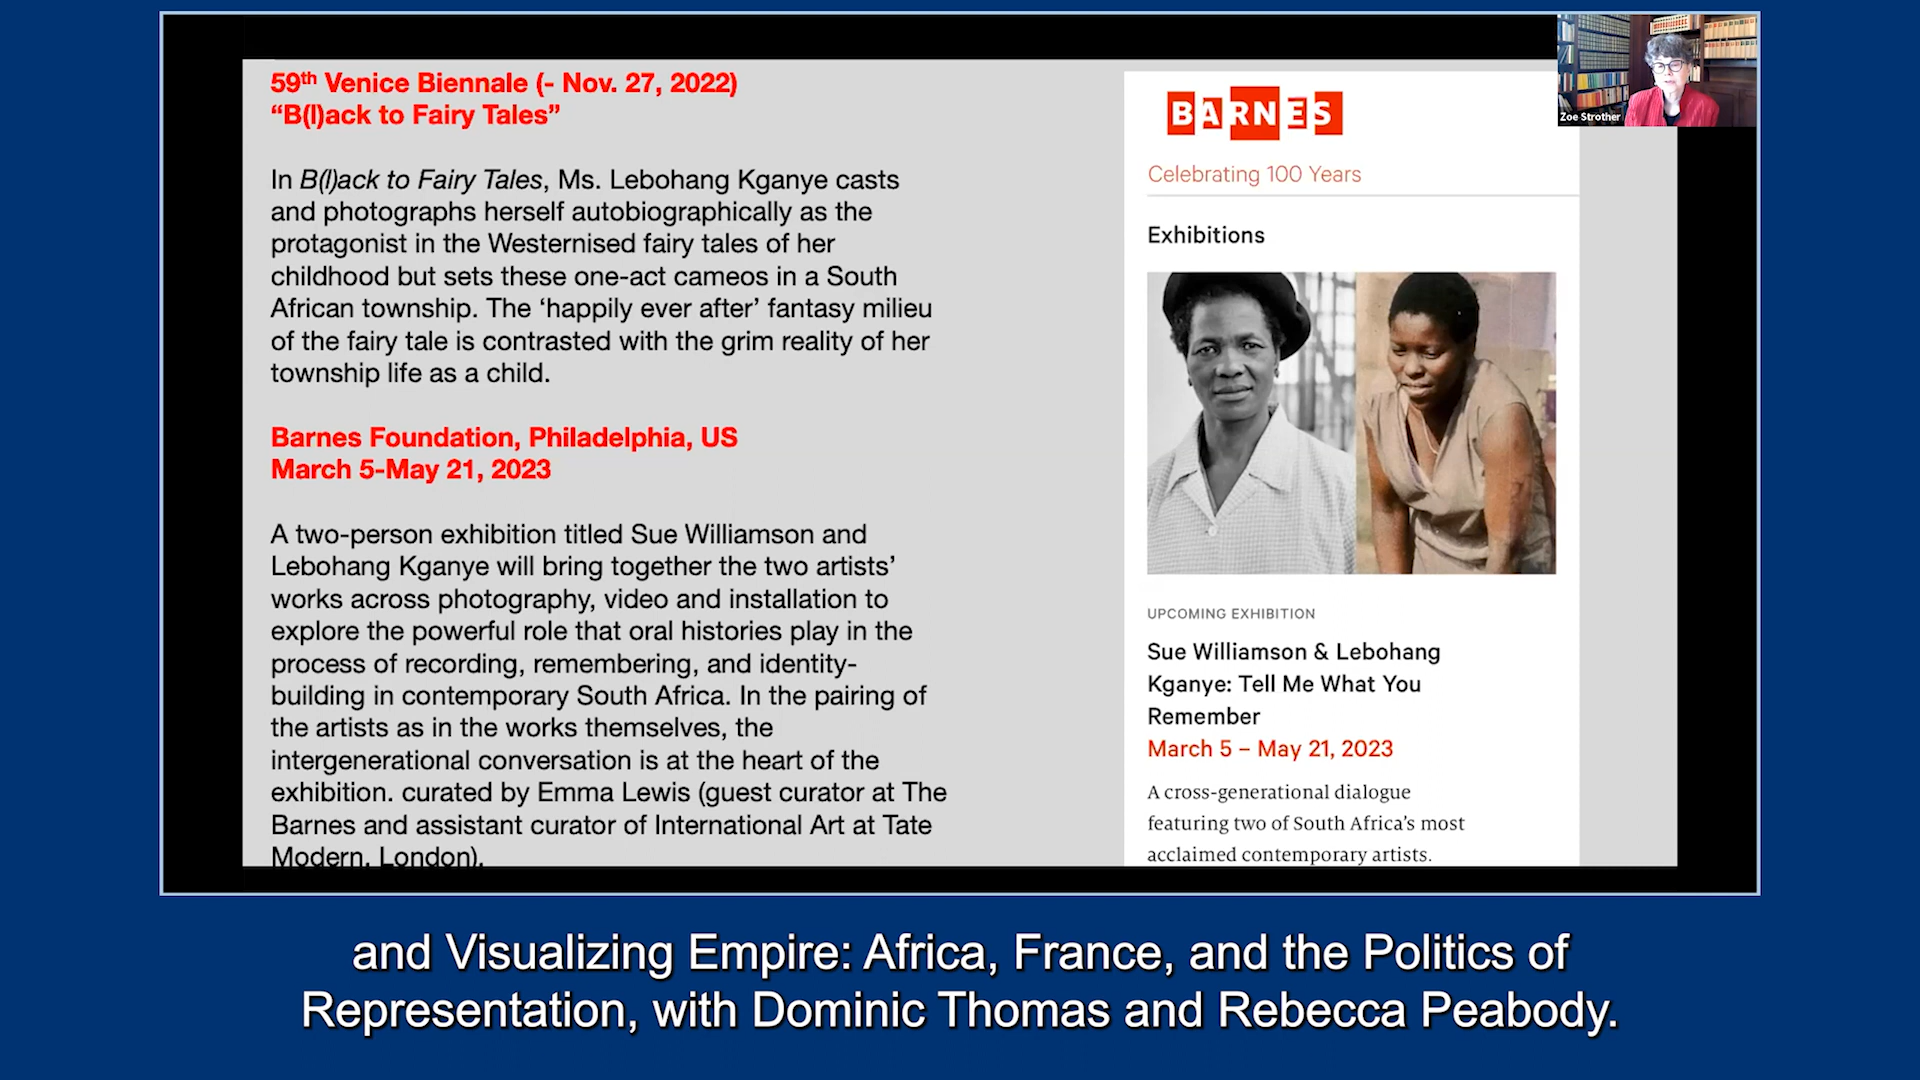 59th Venice Biennale (- Nov. 27, 2022)
“B(l)ack to Fairy Tales”
In B(l)ack to Fairy Tales, Ms. Lebohang Kganye casts
and photographs herself autobiographically as the
protagonist in the Westernised fairy tales of her
childhood but sets these one-act cameos in a South
African township. The ‘happily ever after’ fantasy milieu
of the fairy tale is contrasted with the grim reality of her
township life as a child.
Barnes Foundation, Philadelphia, US
March 5-May 21, 2023
A two-person exhibition titled Sue Williamson and
Lebohang Kganye will bring together the two artists’
works across photography, video and installation to
explore the powerful role that oral histories play in the
process of recording, remembering, and identity-
building in contemporary South Africa. In the pairing of
the artists as in the works themselves, the
intergenerational conversation is at the heart of the
exhibition. curated by Emma Lewis (guest curator at The
Barnes and assistant curator of International Art at Tate
Modern, London).
BARNES
Celebrating 100 Years
Exhibitions
UPCOMING EXHIBITION
Sue Williamson & Lebohang
Kganye: Tell Me What You
Remember
March 5 – May 21, 2023
A cross-generational dialogue
featuring two of South Africa’s most
acclaimed contemporary artists.
Zoe Strother
and Visualizing Empire: Africa, France, and the Politics of
Representation, with Dominic Thomas and Rebecca Peabody.